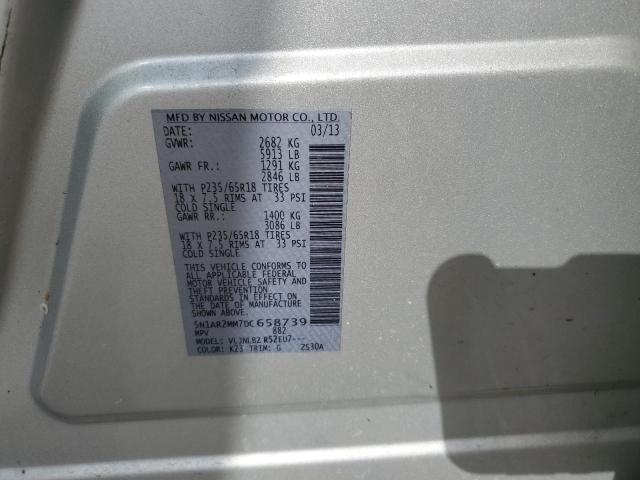 MFD BY NISSAN MOTOR CO., LTD.
DATE: 03/13
GVWR: 2682 KG
5913 LB
GAWR FR.: 1291 KG
2846 LB
WITH P235/65R18 TIRES
18 X 7.5 RIMS AT 33 PSI
COLD SINGLE
GAWR RR.: 1400 KG
3086 LB
WITH P235/65R18 TIRES
18 X 7.5 RIMS AT 33 PSI
COLD SINGLE
THIS VEHICLE CONFORMS TO
ALL APPLICABLE FEDERAL
MOTOR VEHICLE SAFETY AND
THEFT PREVENTION
STANDARDS IN EFFECT ON
THE DATE OF MANUFACTURE
SHOWN ABOVE.
5N1AR2MM7DC658739
MPV 882
MODEL: VLJNLBZ R52EU7---
COLOR: K23 TRIM: G ZS30A